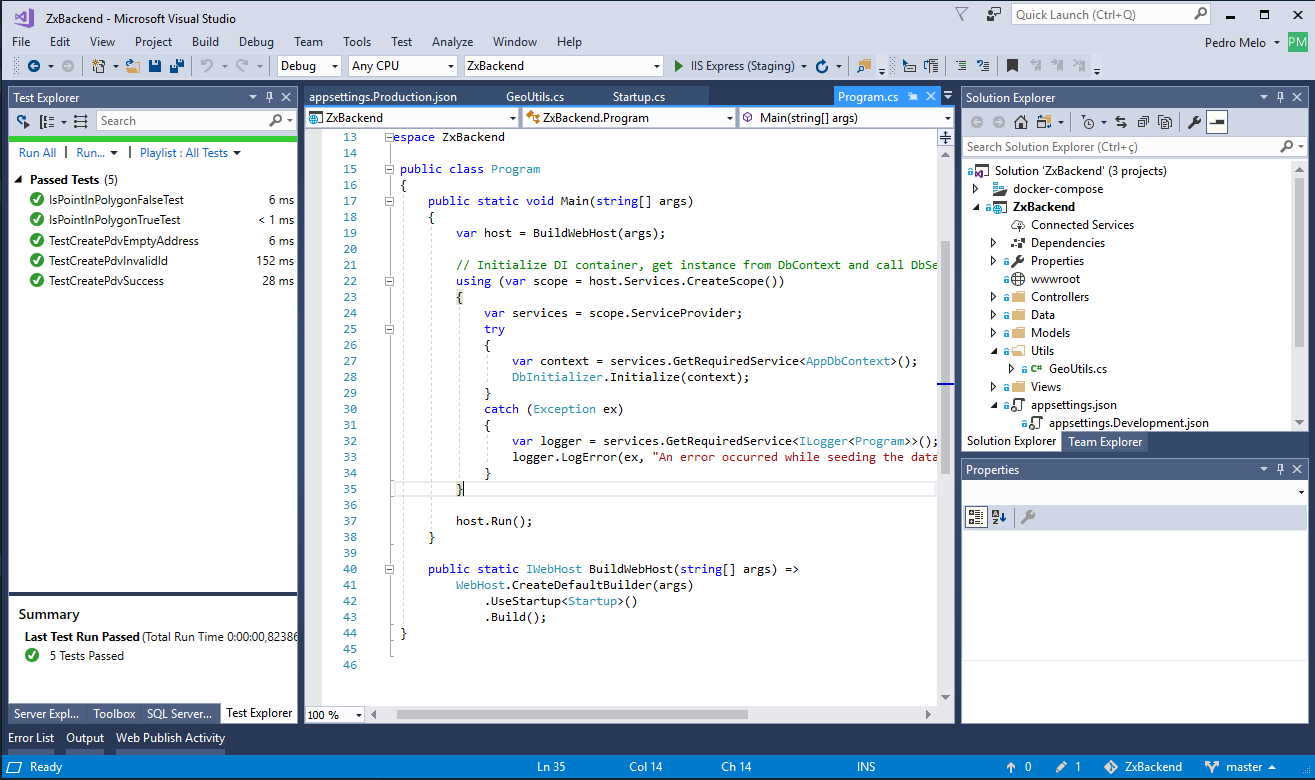 ZxBackend - Microsoft Visual Studio
Quick Launch (Ctrl+Q)
File Edit View Project Build Debug Team Tools Test Analyze Window Help
Pedro Melo PM
Debug Any CPU ZxBackend IIS Express (Staging)
Test Explorer
Search
Run All | Run... | Playlist : All Tests
Passed Tests (5)
IsPointInPolygonFalseTest 6 ms
IsPointInPolygonTrueTest < 1 ms
TestCreatePdvEmptyAddress 6 ms
TestCreatePdvInvalidId 152 ms
TestCreatePdvSuccess 28 ms
Summary
Last Test Run Passed (Total Run Time 0:00:00,82386
5 Tests Passed
Server Expl... Toolbox SQL Server... Test Explorer
appsettings.Production.json GeoUtils.cs Startup.cs Program.cs
ZxBackend ZxBackend.Program Main(string[] args)
13 espace ZxBackend
14
15 public class Program
16 {
17 public static void Main(string[] args)
18 {
19 var host = BuildWebHost(args);
20
21 // Initialize DI container, get instance from DbContext and call DbSe
22 using (var scope = host.Services.CreateScope())
23 {
24 var services = scope.ServiceProvider;
25 try
26 {
27 var context = services.GetRequiredService<AppDbContext>();
28 DbInitializer.Initialize(context);
29 }
30 catch (Exception ex)
31 {
32 var logger = services.GetRequiredService<ILogger<Program>>();
33 logger.LogError(ex, "An error occurred while seeding the data
34 }
35 }
36
37 host.Run();
38 }
39
40 public static IWebHost BuildWebHost(string[] args) =>
41 WebHost.CreateDefaultBuilder(args)
42 .UseStartup<Startup>()
43 .Build();
44 }
45
46
100 %
Solution Explorer
Search Solution Explorer (Ctrl+ç)
Solution 'ZxBackend' (3 projects)
docker-compose
ZxBackend
Connected Services
Dependencies
Properties
wwwroot
Controllers
Data
Models
Utils
C# GeoUtils.cs
Views
appsettings.json
appsettings.Development.json
Solution Explorer Team Explorer
Properties
Error List Output Web Publish Activity
Ready Ln 35 Col 14 Ch 14 INS 0 1 ZxBackend master